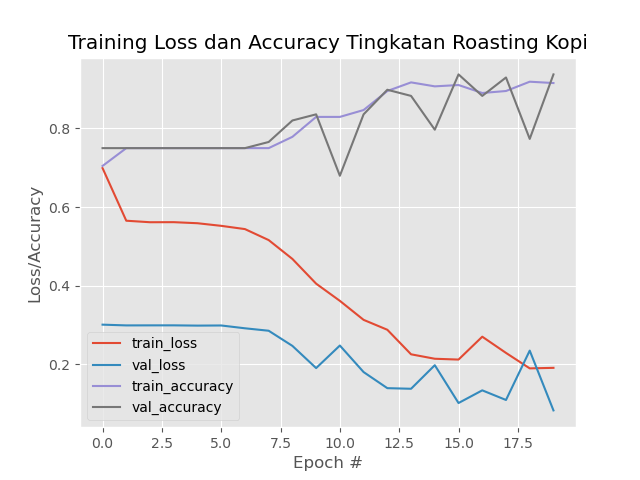 Training Loss dan Accuracy Tingkatan Roasting Kopi
Loss/Accuracy
0.8
0.6
0.4
0.2
train_loss
val_loss
train_accuracy
val_accuracy
0.0 2.5 5.0 7.5 10.0 12.5 15.0 17.5
Epoch #